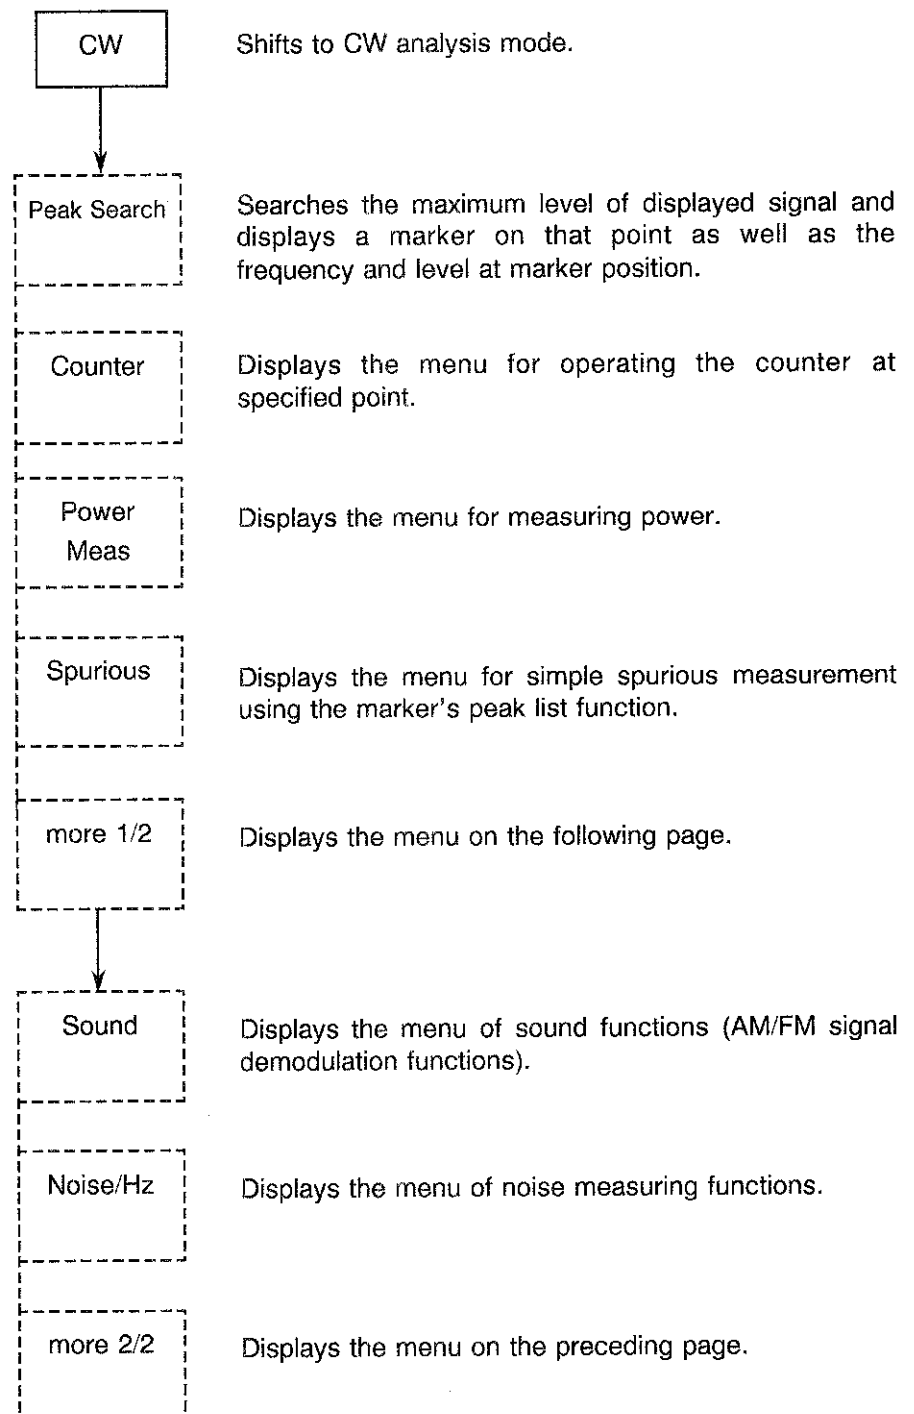 CW
Shifts to CW analysis mode.
Peak Search
Searches the maximum level of displayed signal and
displays a marker on that point as well as the
frequency and level at marker position.
Counter
Displays the menu for operating the counter at
specified point.
Power
Meas
Displays the menu for measuring power.
Spurious
Displays the menu for simple spurious measurement
using the marker's peak list function.
more 1/2
Displays the menu on the following page.
Sound
Displays the menu of sound functions (AM/FM signal
demodulation functions).
Noise/Hz
Displays the menu of noise measuring functions.
more 2/2
Displays the menu on the preceding page.